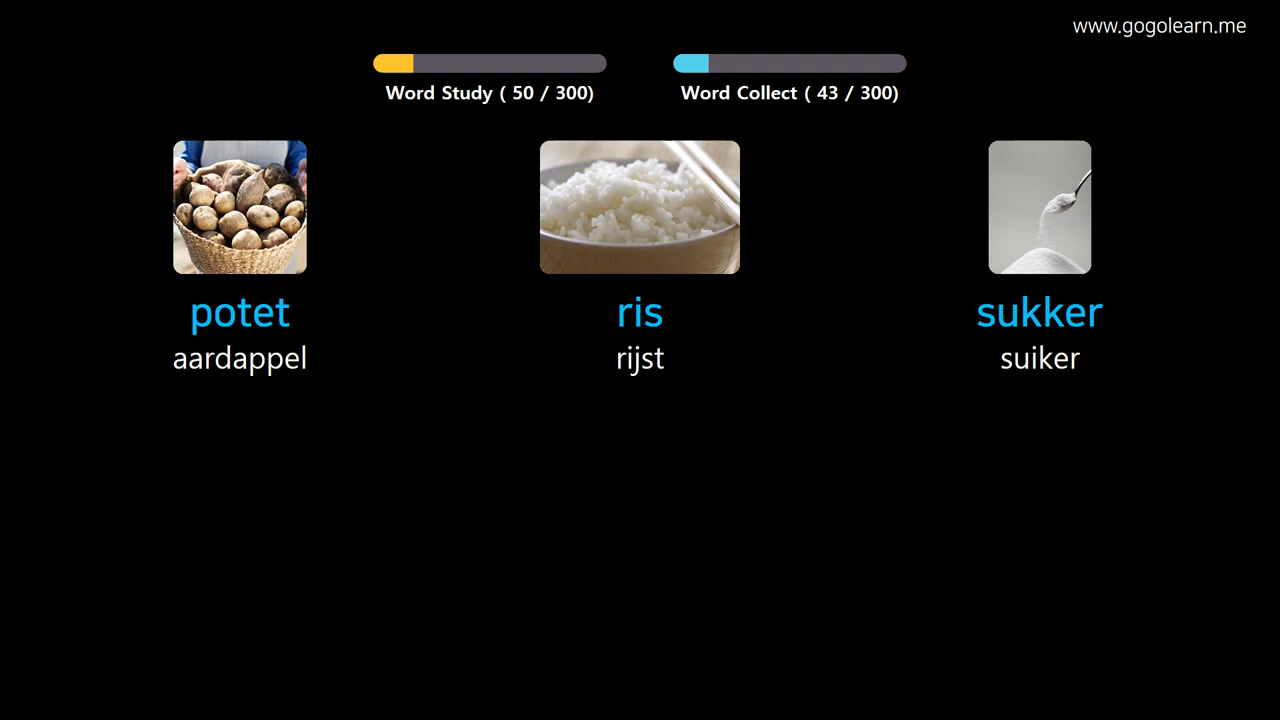 www.gogolearn.me
Word Study ( 50 / 300)
Word Collect ( 43 / 300)
potet
aardappel
ris
rijst
sukker
suiker